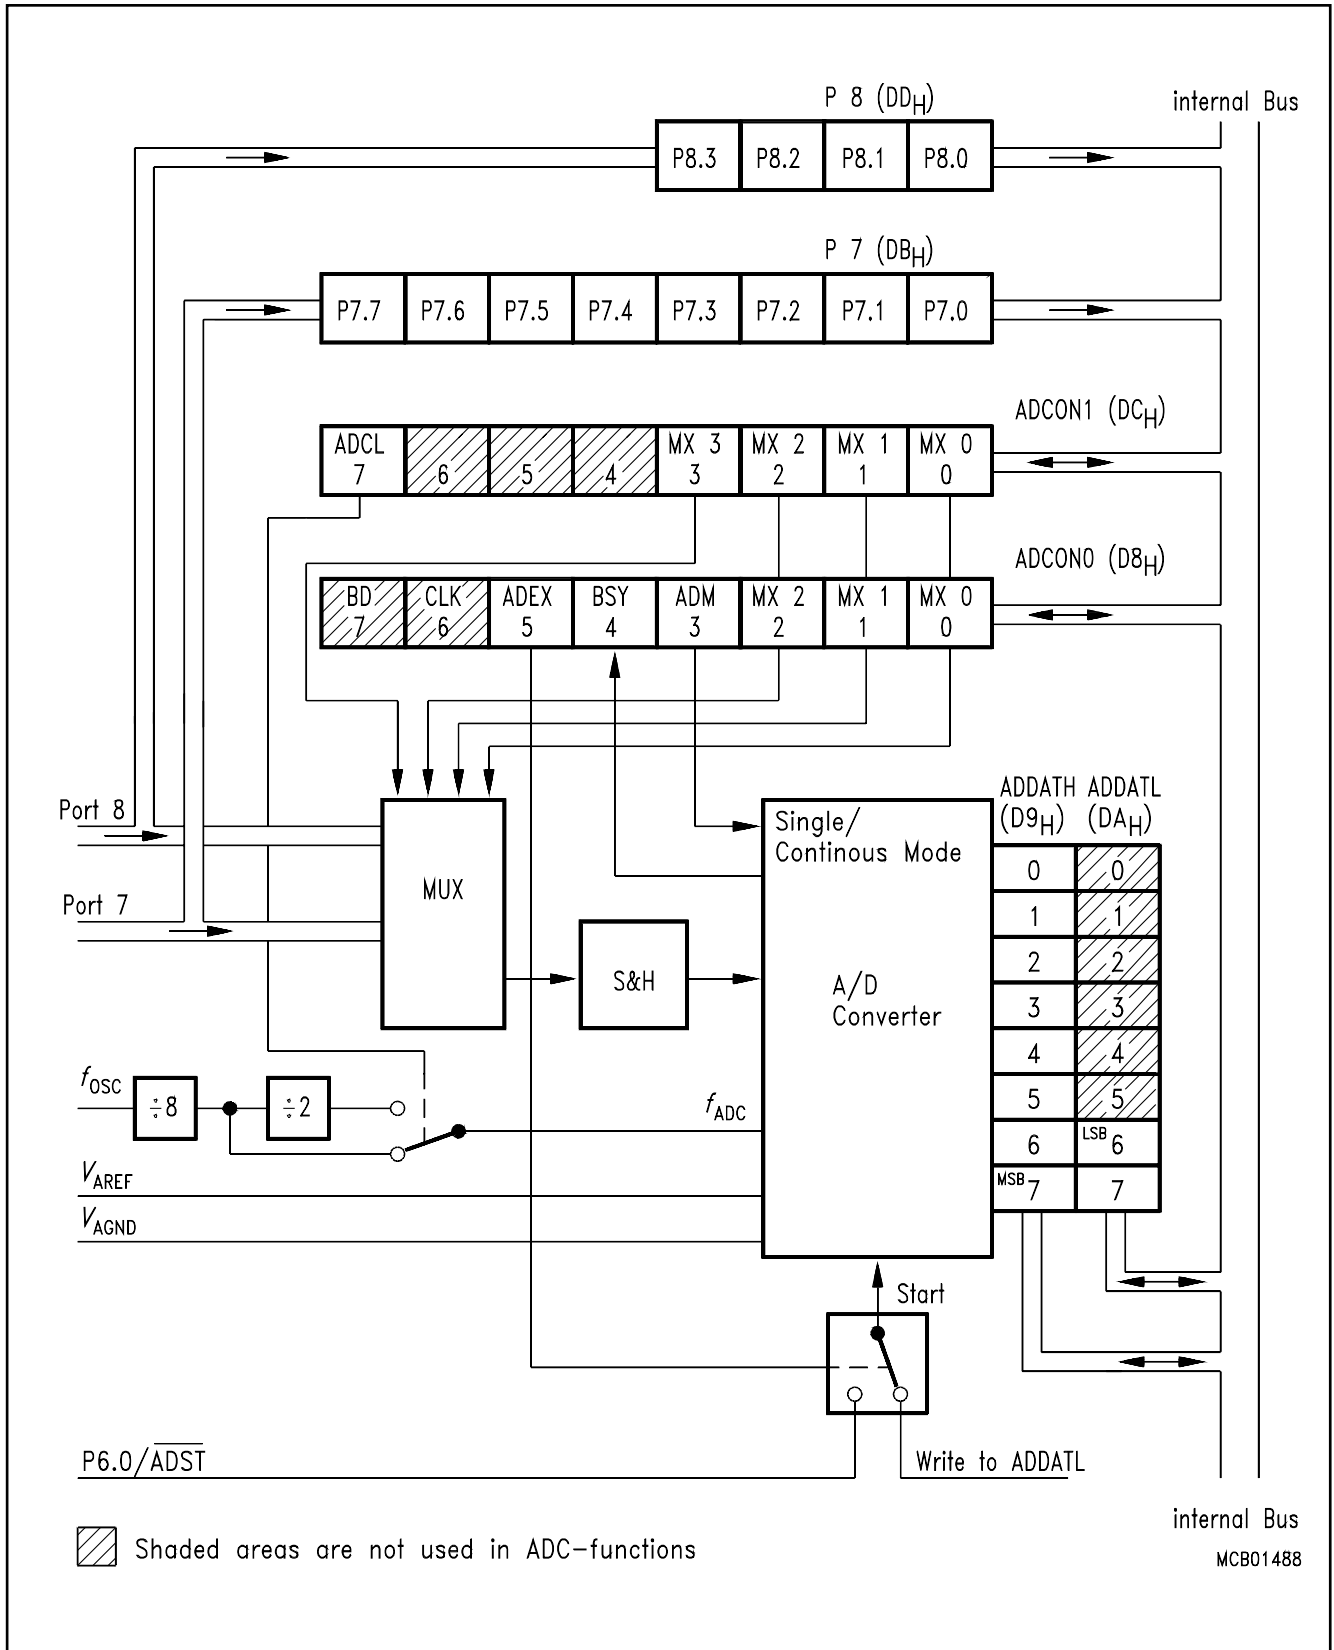 P 8 (DDH)
internal Bus
P8.3 P8.2 P8.1 P8.0
P 7 (DBH)
P7.7 P7.6 P7.5 P7.4 P7.3 P7.2 P7.1 P7.0
ADCON1 (DCH)
ADCL MX 3 MX 2 MX 1 MX 0
7 6 5 4 3 2 1 0
ADCON0 (D8H)
BD CLK ADEX BSY ADM MX 2 MX 1 MX 0
7 6 5 4 3 2 1 0
Port 8
Port 7
MUX
S&H
Single/
Continous Mode
A/D
Converter
ADDATH ADDATL
(D9H) (DAH)
0 0
1 1
2 2
3 3
4 4
5 5
6 LSB 6
MSB 7 7
fOSC
÷8 ÷2
fADC
VAREF
VAGND
Start
P6.0/A̅D̅S̅T̅
Write to ADDATL
internal Bus
Shaded areas are not used in ADC-functions
MCB01488